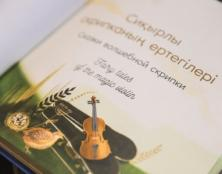 Сиқырлы
скрипканың ертегілері
Сказки волшебной скрипки
Fairy tales
of the magic violin